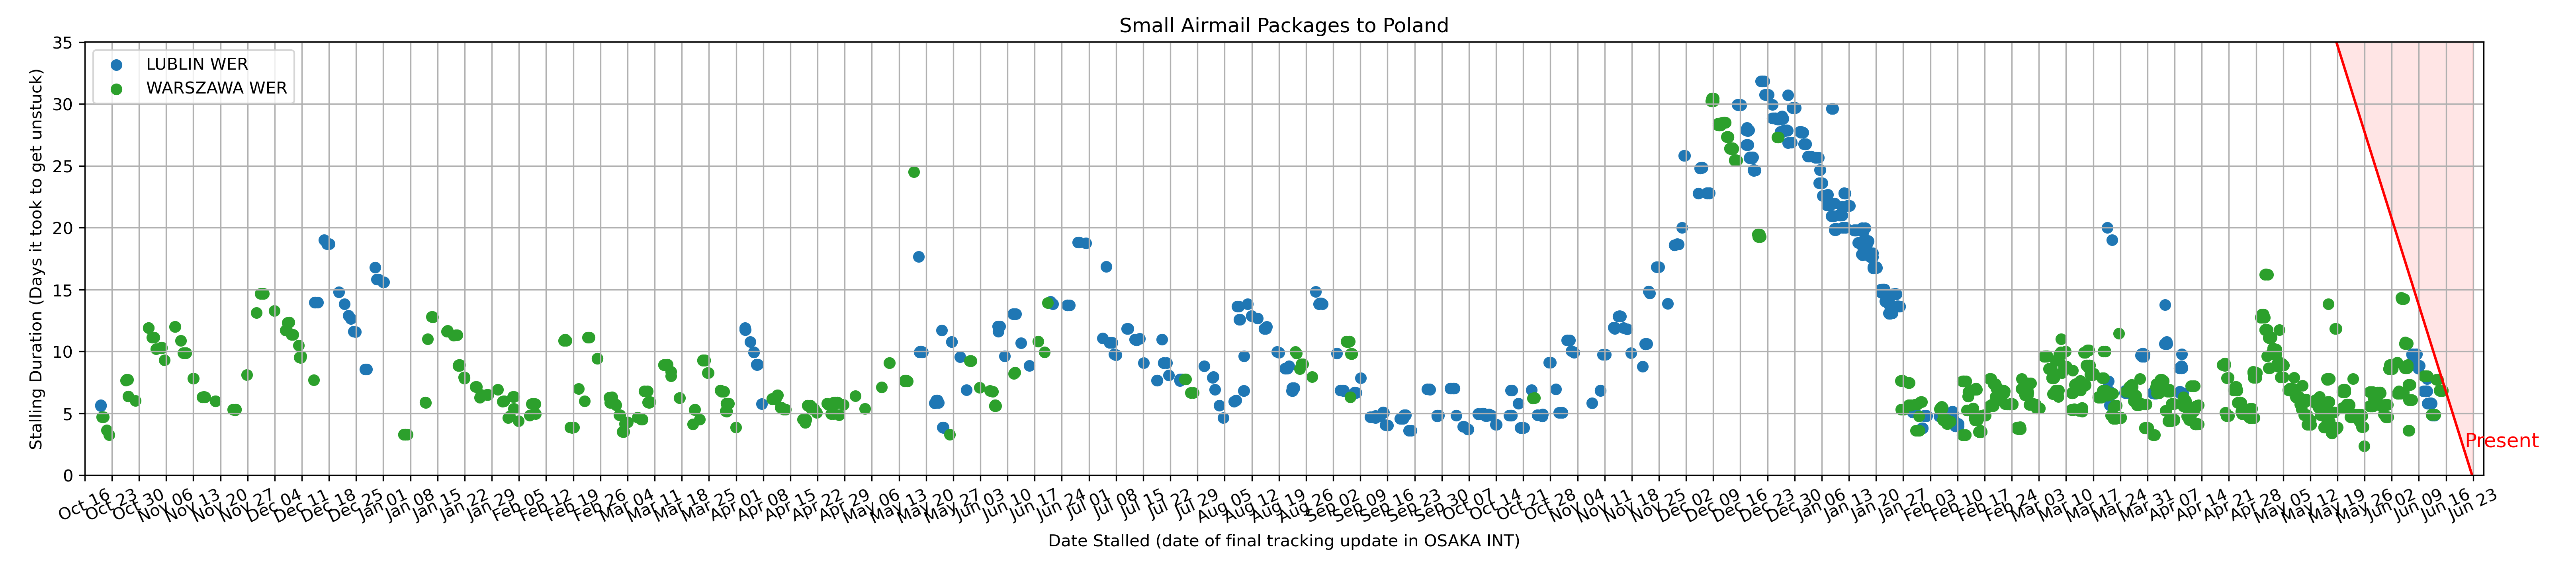 Small Airmail Packages to Poland
LUBLIN WER
WARSZAWA WER
Stalling Duration (Days it took to get unstuck)
35
30
25
20
15
10
5
0
Present
Oct 16 Oct 23 Oct 30 Nov 06 Nov 13 Nov 20 Nov 27 Dec 04 Dec 11 Dec 18 Dec 25 Jan 01 Jan 08 Jan 15 Jan 22 Jan 29 Feb 05 Feb 12 Feb 19 Feb 26 Mar 04 Mar 11 Mar 18 Mar 25 Apr 01 Apr 08 Apr 15 Apr 22 Apr 29 May 06 May 13 May 20 May 27 Jun 03 Jun 10 Jun 17 Jun 24 Jul 01 Jul 08 Jul 15 Jul 22 Jul 29 Aug 05 Aug 12 Aug 19 Aug 26 Sep 02 Sep 09 Sep 16 Sep 23 Sep 30 Oct 07 Oct 14 Oct 21 Oct 28 Nov 04 Nov 11 Nov 18 Nov 25 Dec 02 Dec 09 Dec 16 Dec 23 Dec 30 Jan 06 Jan 13 Jan 20 Jan 27 Feb 03 Feb 10 Feb 17 Feb 24 Mar 03 Mar 10 Mar 17 Mar 24 Mar 31 Apr 07 Apr 14 Apr 21 Apr 28 May 05 May 12 May 19 May 26 Jun 02 Jun 09 Jun 16 Jun 23
Date Stalled (date of final tracking update in OSAKA INT)